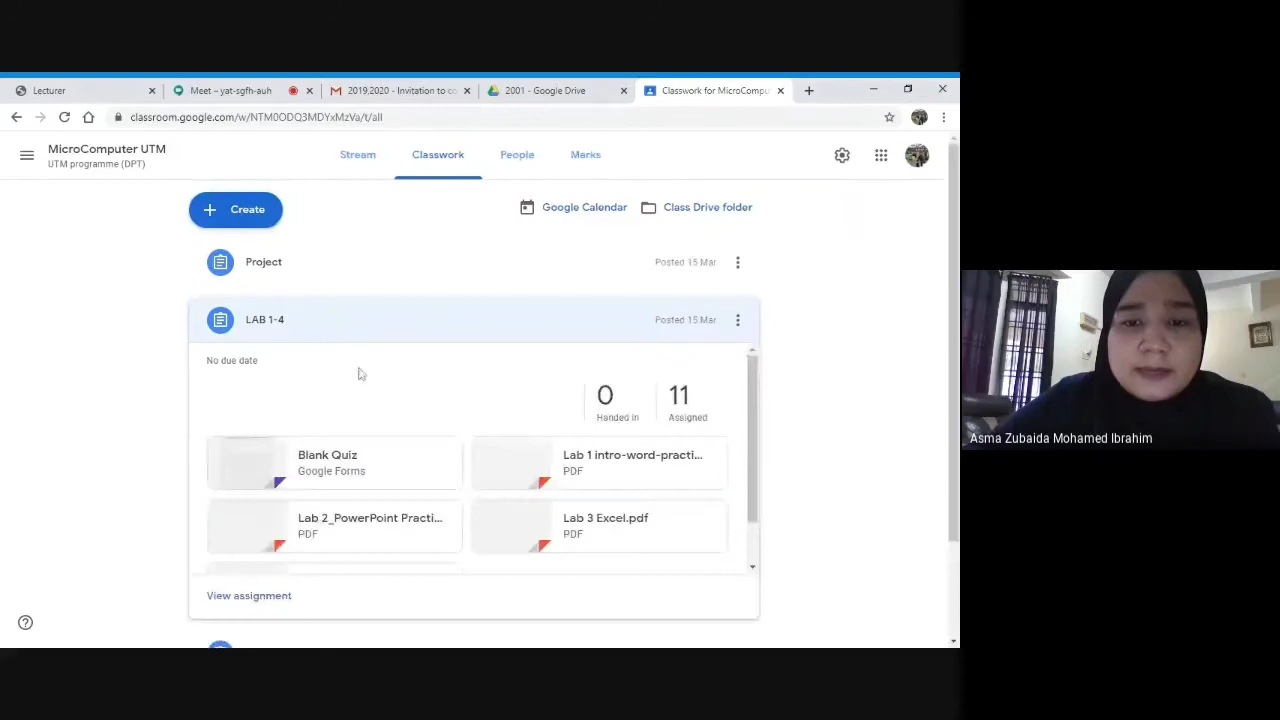 Lecturer
Meet – yat-sgfh-auh
2019,2020 - Invitation to co
2001 - Google Drive
Classwork for MicroCompu
classroom.google.com/w/NTM0ODQ3MDYxMzVa/t/all
MicroComputer UTM
UTM programme (DPT)
Stream
Classwork
People
Marks
Create
Google Calendar
Class Drive folder
Project
Posted 15 Mar
LAB 1-4
Posted 15 Mar
No due date
0
Handed in
11
Assigned
Blank Quiz
Google Forms
Lab 1 intro-word-practi...
PDF
Lab 2_PowerPoint Practi...
PDF
Lab 3 Excel.pdf
PDF
View assignment
Asma Zubaida Mohamed Ibrahim